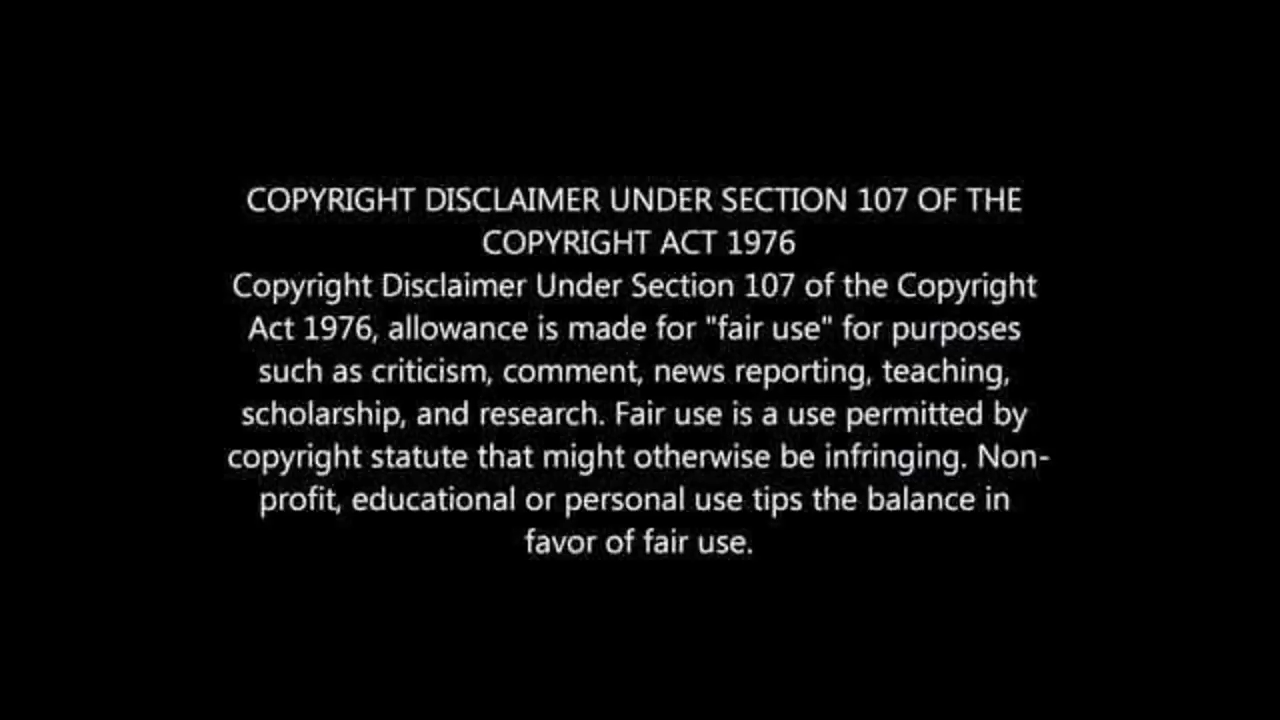 COPYRIGHT DISCLAIMER UNDER SECTION 107 OF THE
COPYRIGHT ACT 1976
Copyright Disclaimer Under Section 107 of the Copyright
Act 1976, allowance is made for "fair use" for purposes
such as criticism, comment, news reporting, teaching,
scholarship, and research. Fair use is a use permitted by
copyright statute that might otherwise be infringing. Non-
profit, educational or personal use tips the balance in
favor of fair use.